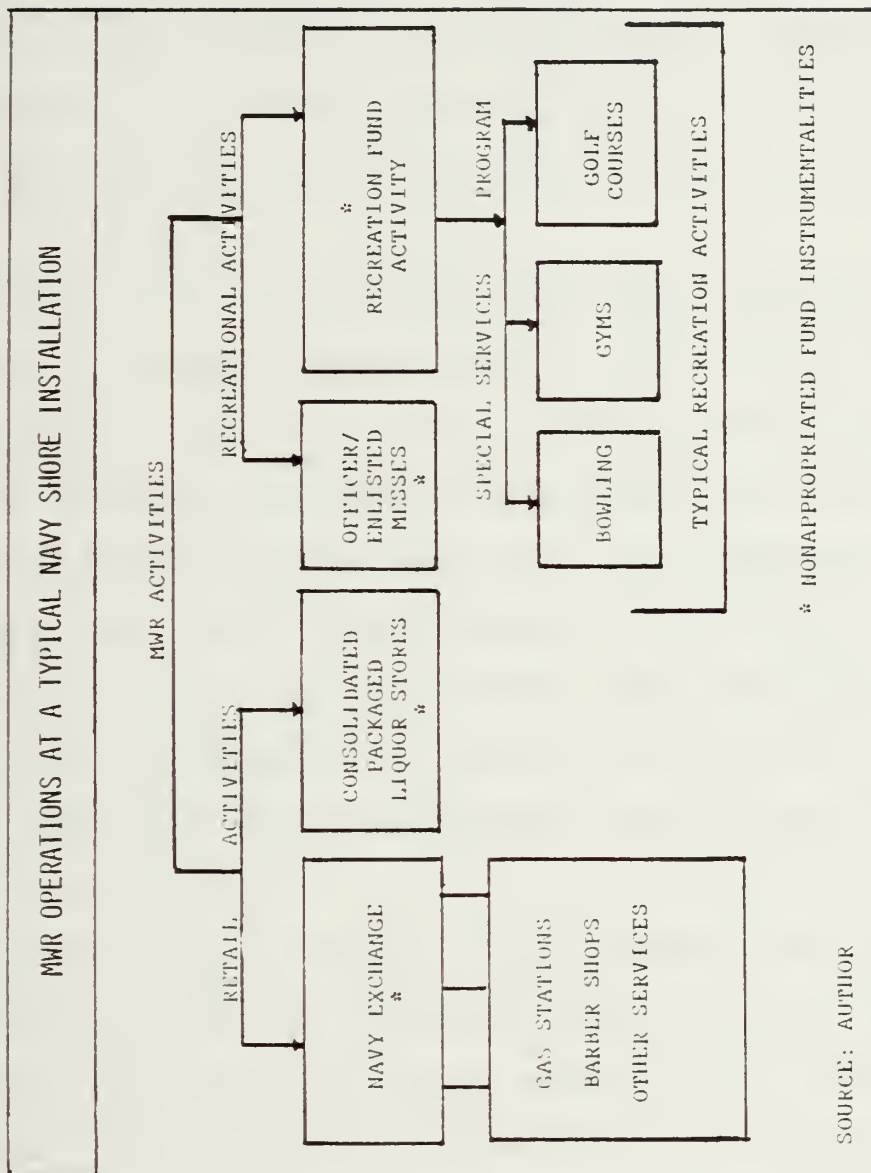 MWR OPERATIONS AT A TYPICAL NAVY SHORE INSTALLATION
MWR ACTIVITIES
RETAIL ACTIVETIES
RECREATIONAL ACTIVITIES
NAVY EXCHANGE
*
CONSOLIDATED
PACKAGED
LIQUOR STORES
*
OFFICER/
ENLISTED
MESSES
*
*
RECREATION FUND
ACTIVITY
GAS STATIONS
BARBER SHOPS
OTHER SERVICES
SPECIAL SERVICES PROGRAM
BOWLING
GYMS
GOLF
COURSES
TYPICAL RECREATION ACTIVITIES
* NONAPPROPRIATED FUND INSTRUMENTALITIES
SOURCE: AUTHOR